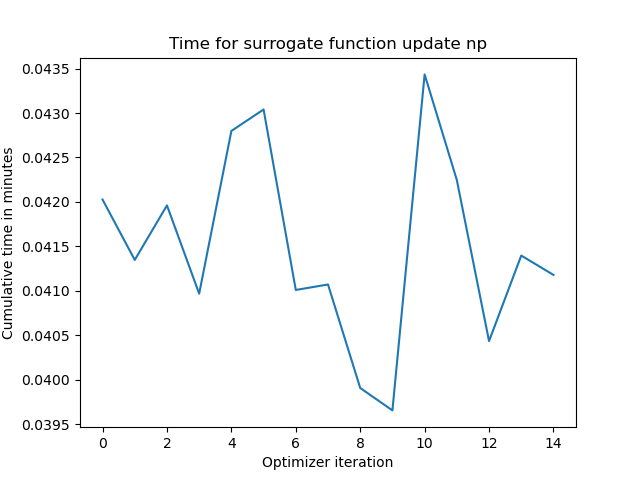 Time for surrogate function update np
Cumulative time in minutes
0.0435
0.0430
0.0425
0.0420
0.0415
0.0410
0.0405
0.0400
0.0395
0 2 4 6 8 10 12 14
Optimizer iteration